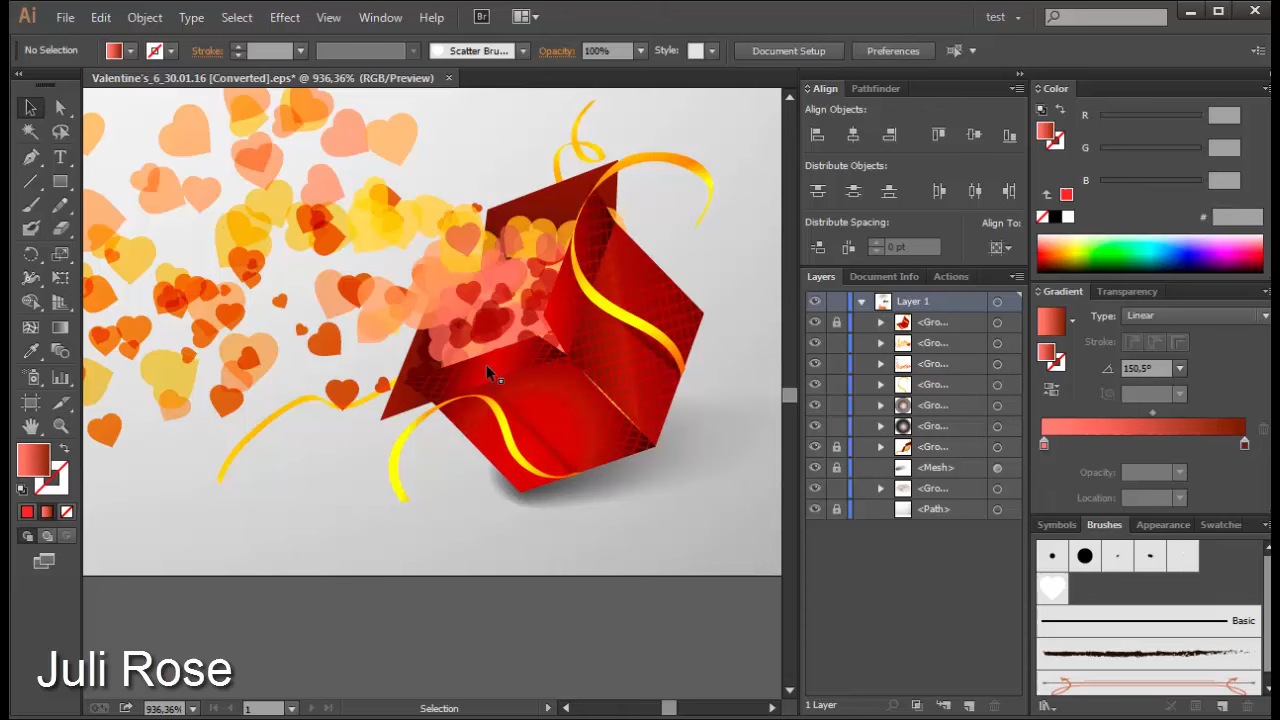 Ai File Edit Object Type Select Effect View Window Help Br test
No Selection Stroke: Scatter Bru... Opacity: 100% Style: Document Setup Preferences
Valentine's_6_30.01.16 [Converted].eps* @ 936,36% (RGB/Preview) ×
Align Pathfinder
Align Objects:
Distribute Objects:
Distribute Spacing: Align To:
0 pt
Layers Document Info Actions
Layer 1
<Gro...
<Gro...
<Gro...
<Gro...
<Gro...
<Gro...
<Gro...
<Mesh>
<Gro...
<Path>
1 Layer
Color
R
G
B
#
Gradient Transparency
Type: Linear
Stroke:
150,5°
Opacity:
Location:
Symbols Brushes Appearance Swatches
Basic
Juli Rose
936,36% 1 Selection